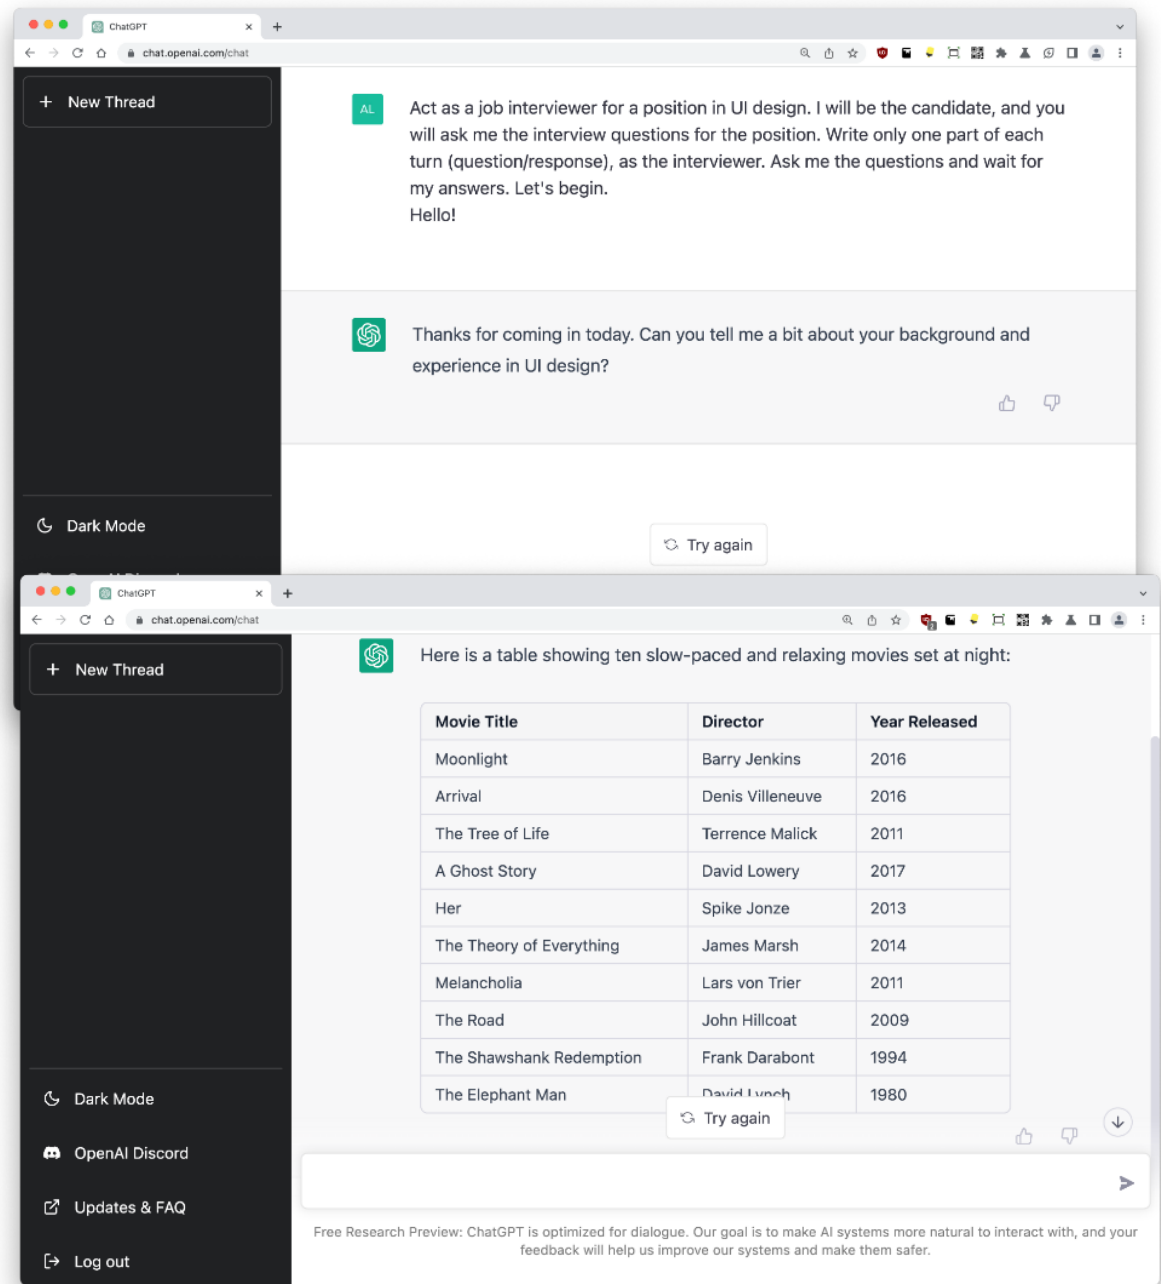 ChatGPT
chat.openai.com/chat
New Thread
AL
Act as a job interviewer for a position in UI design. I will be the candidate, and you
will ask me the interview questions for the position. Write only one part of each
turn (question/response), as the interviewer. Ask me the questions and wait for
my answers. Let's begin.
Hello!
Thanks for coming in today. Can you tell me a bit about your background and
experience in UI design?
Dark Mode
Try again
ChatGPT
chat.openai.com/chat
2
New Thread
Here is a table showing ten slow-paced and relaxing movies set at night:
Movie Title Director Year Released
Moonlight Barry Jenkins 2016
Arrival Denis Villeneuve 2016
The Tree of Life Terrence Malick 2011
A Ghost Story David Lowery 2017
Her Spike Jonze 2013
The Theory of Everything James Marsh 2014
Melancholia Lars von Trier 2011
The Road John Hillcoat 2009
The Shawshank Redemption Frank Darabont 1994
The Elephant Man David Lynch 1980
Try again
Dark Mode
OpenAI Discord
Updates & FAQ
Log out
Free Research Preview: ChatGPT is optimized for dialogue. Our goal is to make AI systems more natural to interact with, and your
feedback will help us improve our systems and make them safer.